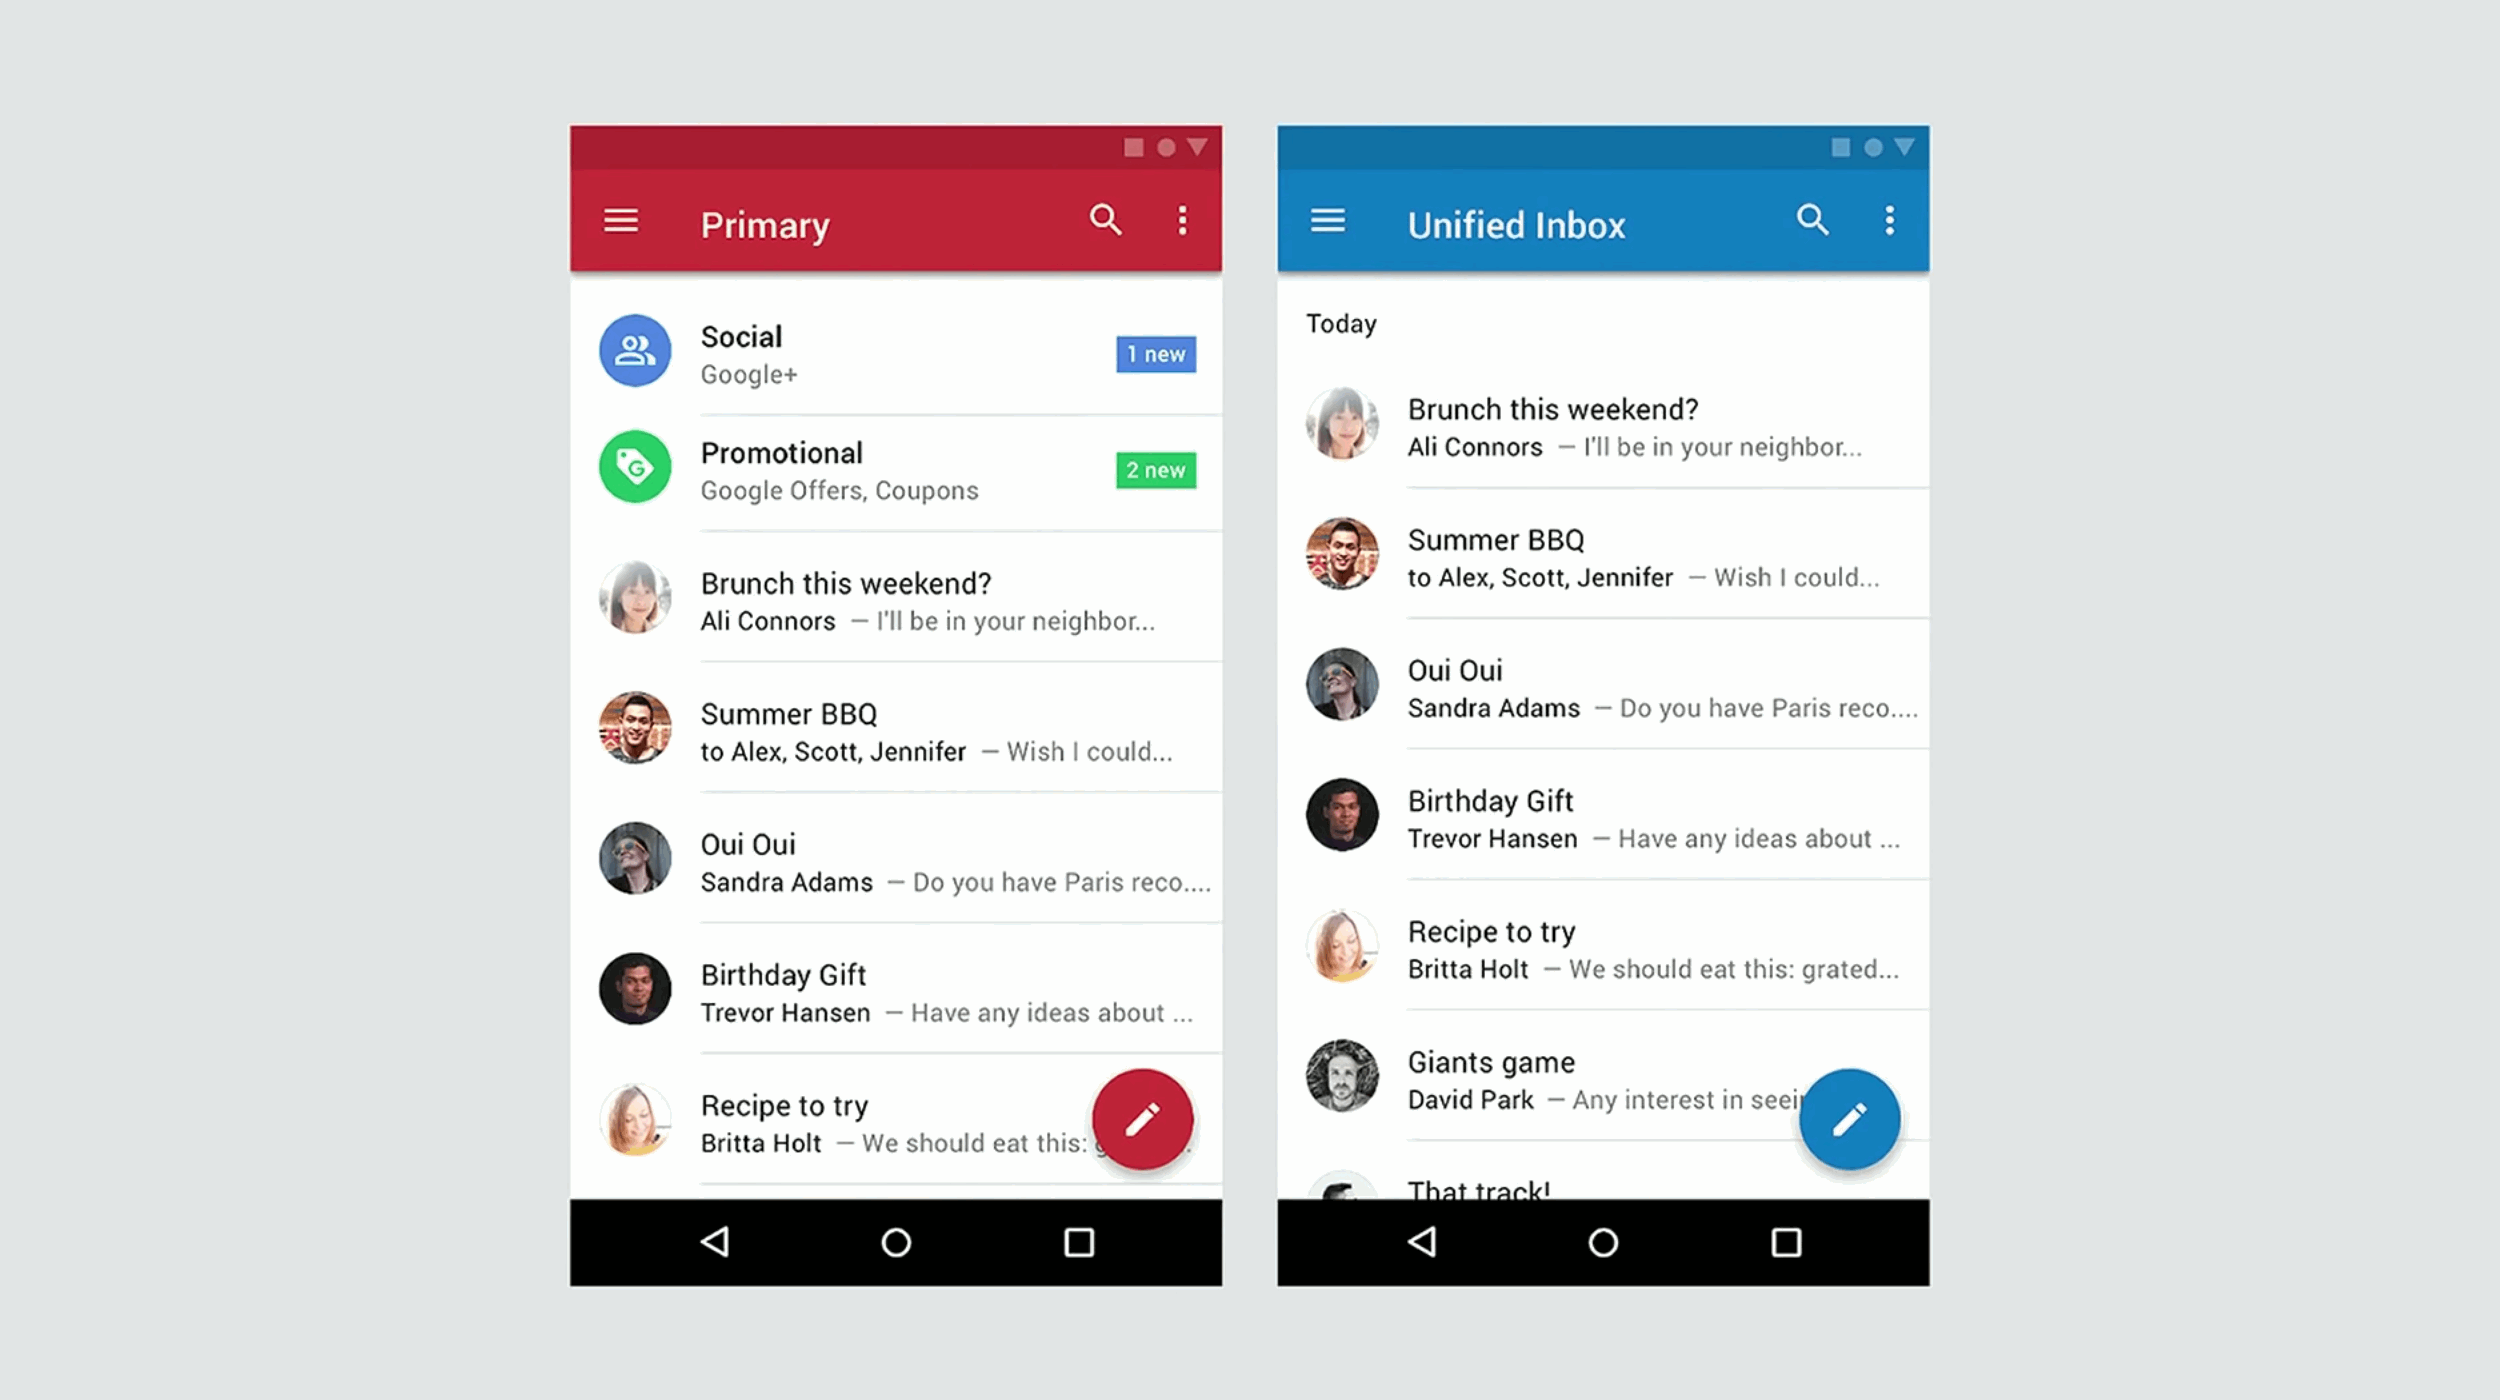 Primary
Social
Google+
1 new
Promotional
Google Offers, Coupons
2 new
Brunch this weekend?
Ali Connors — I'll be in your neighbor...
Summer BBQ
to Alex, Scott, Jennifer — Wish I could...
Oui Oui
Sandra Adams — Do you have Paris reco....
Birthday Gift
Trevor Hansen — Have any ideas about ...
Recipe to try
Britta Holt — We should eat this:
Unified Inbox
Today
Brunch this weekend?
Ali Connors — I'll be in your neighbor...
Summer BBQ
to Alex, Scott, Jennifer — Wish I could...
Oui Oui
Sandra Adams — Do you have Paris reco....
Birthday Gift
Trevor Hansen — Have any ideas about ...
Recipe to try
Britta Holt — We should eat this: grated...
Giants game
David Park — Any interest in
That track!